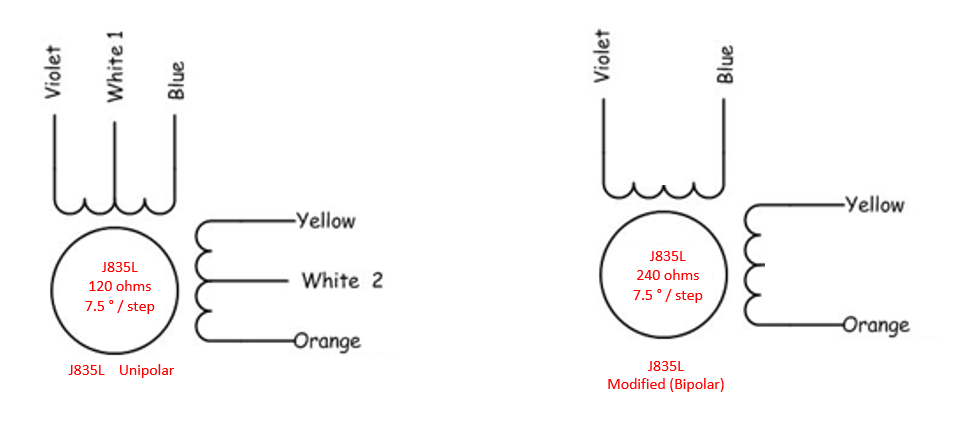 Violet
White 1
Blue
Yellow
White 2
Orange
J835L
120 ohms
7.5 ° / step
J835L Unipolar
Violet
Blue
Yellow
Orange
J835L
240 ohms
7.5 ° / step
J835L
Modified (Bipolar)